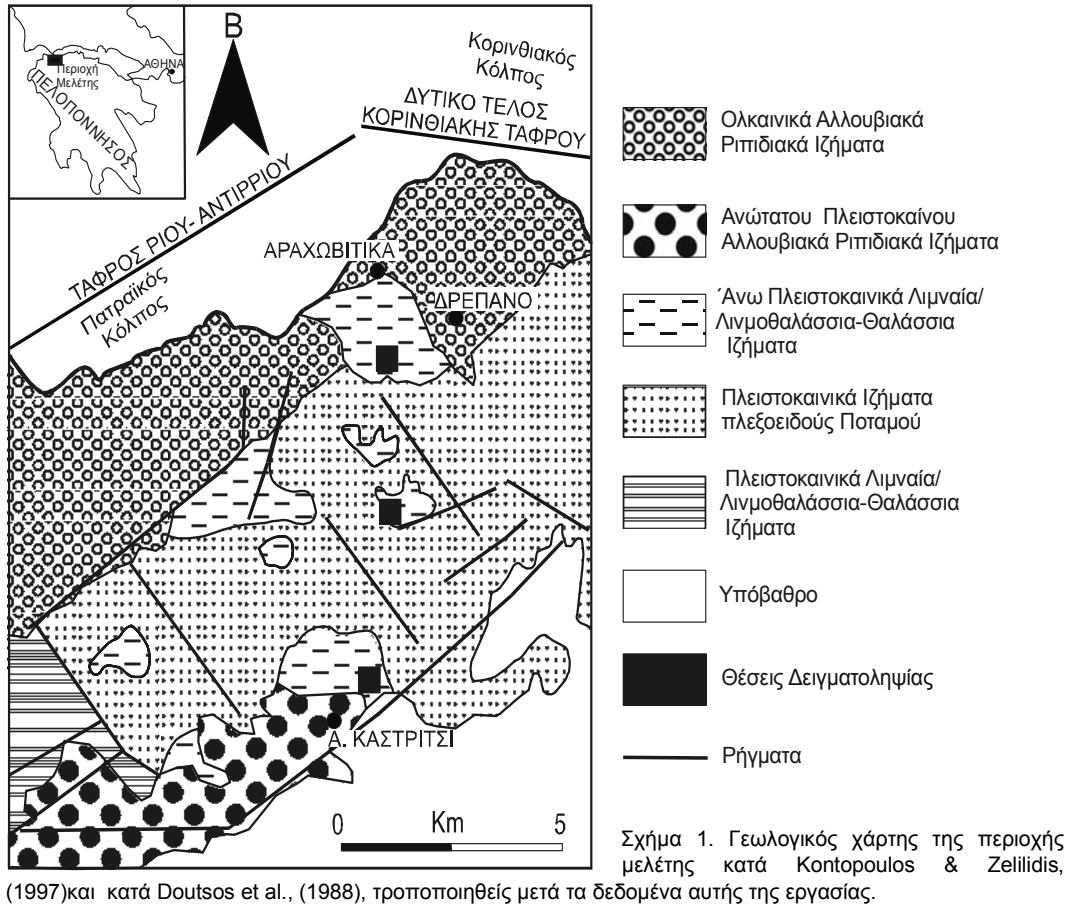 Β
Κορινθιακός
Κόλπος
ΔΥΤΙΚΟ ΤΕΛΟΣ
ΚΟΡΙΝΘΙΑΚΗΣ ΤΑΦΡΟΥ
Περιοχή
Μελέτης
ΑΘΗΝΑ
ΠΕΛΟΠΟΝΝΗΣΟΣ
ΤΑΦΡΟΣ ΡΙΟΥ- ΑΝΤΙΡΡΙΟΥ
Πατραϊκός
Κόλπος
ΑΡΑΧΩΒΙΤΙΚΑ
ΔΡΕΠΑΝΟ
Α. ΚΑΣΤΡΙΤΣΙ
0 Km 5
Ολκαινικά Αλλουβιακά
Ριπιδιακά Ιζήματα
Ανώτατου Πλειστοκαίνου
Αλλουβιακά Ριπιδιακά Ιζήματα
΄Ανω Πλειστοκαινικά Λιμναία/
Λινμοθαλάσσια-Θαλάσσια
Ιζήματα
Πλειστοκαινικά Ιζήματα
πλεξοειδούς Ποταμού
Πλειστοκαινικά Λιμναία/
Λινμοθαλάσσια-Θαλάσσια
Ιζήματα
Υπόβαθρο
Θέσεις Δειγματοληψίας
Ρήγματα
Σχήμα 1. Γεωλογικός χάρτης της περιοχής
μελέτης κατά Kontopoulos & Zelilidis,
(1997)και κατά Doutsos et al., (1988), τροποποιηθείς μετά τα δεδομένα αυτής της εργασίας.